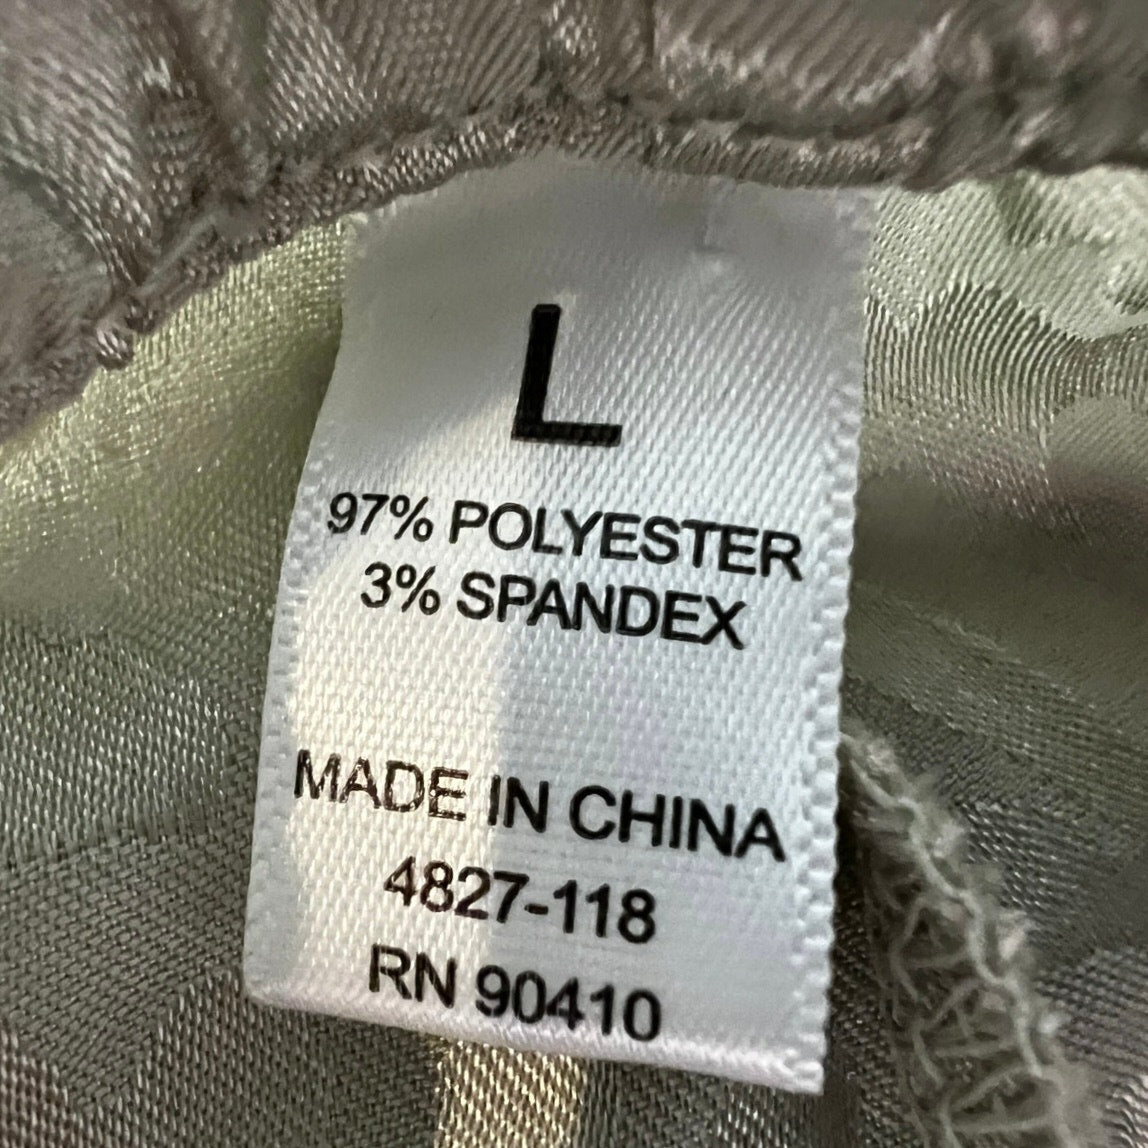 L
97% POLYESTER
3% SPANDEX
MADE IN CHINA
4827-118
RN 90410